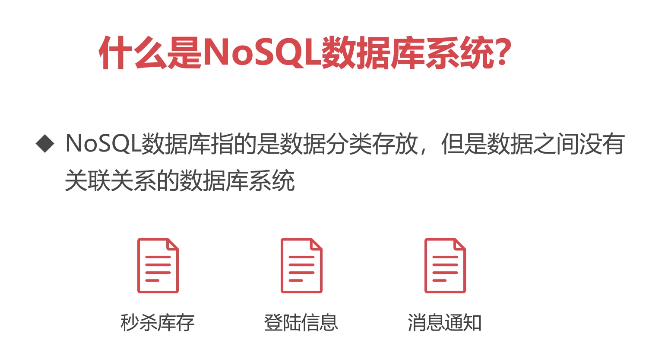 什么是NoSQL数据库系统？
◆ NoSQL数据库指的是数据分类存放，但是数据之间没有
关联关系的数据库系统
秒杀库存 登陆信息 消息通知